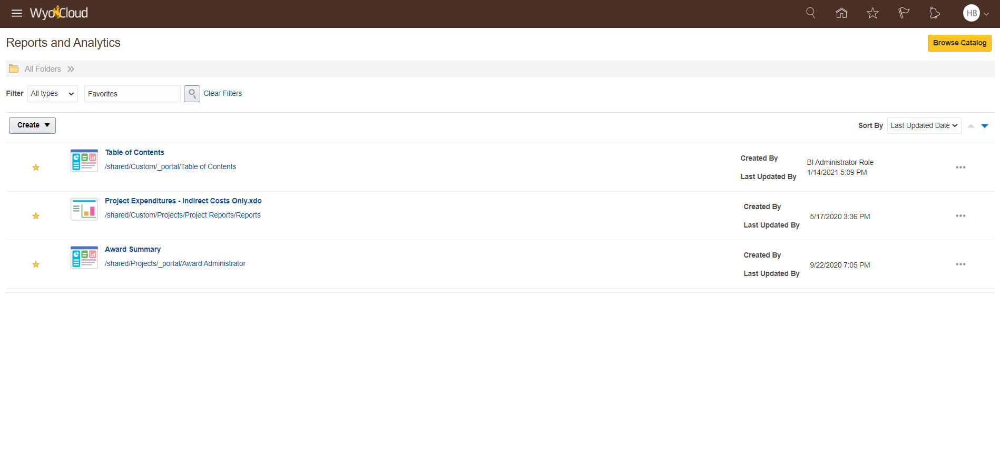 WyoCloud
HB
Reports and Analytics
Browse Catalog
All Folders
Filter All types Favorites Clear Filters
Create
Sort By Last Updated Date
Table of Contents
/shared/Custom/_portal/Table of Contents
Created By
Last Updated By
BI Administrator Role
1/14/2021 5:09 PM
Project Expenditures - Indirect Costs Only.xdo
/shared/Custom/Projects/Project Reports/Reports
Created By
Last Updated By
5/17/2020 3:36 PM
Award Summary
/shared/Projects/_portal/Award Administrator
Created By
Last Updated By
9/22/2020 7:05 PM